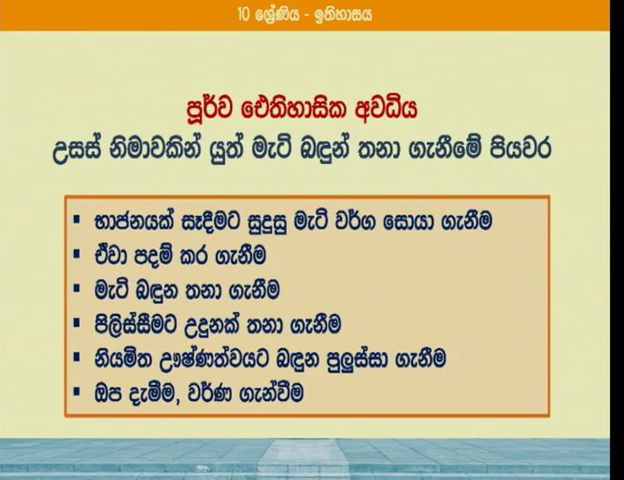 10 ශ්‍රේණිය - ඉතිහාසය
පූර්ව ඓතිහාසික අවධිය
උසස් නිමාවකින් යුත් මැටි බඳුන් තනා ගැනීමේ පියවර
▪ භාජනයක් සෑදීමට සුදුසු මැටි වර්ග සොයා ගැනීම
▪ ඒවා පදම් කර ගැනීම
▪ මැටි බඳුන තනා ගැනීම
▪ පිලිස්සීමට උදුනක් තනා ගැනීම
▪ නියමිත ඌෂ්ණත්වයට බඳුන පුලුස්සා ගැනීම
▪ ඔප දැමීම, වර්ණ ගැන්වීම